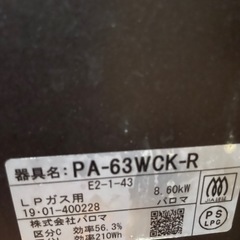 器具名：PA-63WCK-R
E2-1-43
LPガス用 8.60kW
19・01-400228 パロマ
株式会社パロマ
区分C 効率56.3%
効率210Wh
PS
LPG